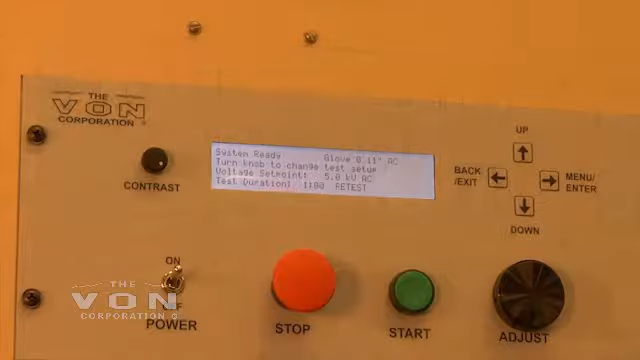 THE
VON
CORPORATION
CONTRAST
System Ready Glove 0 11" AC
Turn knob to change test setup
Voltage Setpoint: 5.0 kV AC
Test Duration: 1:00 RETEST
UP
BACK
/EXIT
MENU/
ENTER
DOWN
ON
THE
VON
CORPORATION
POWER
STOP
START
ADJUST